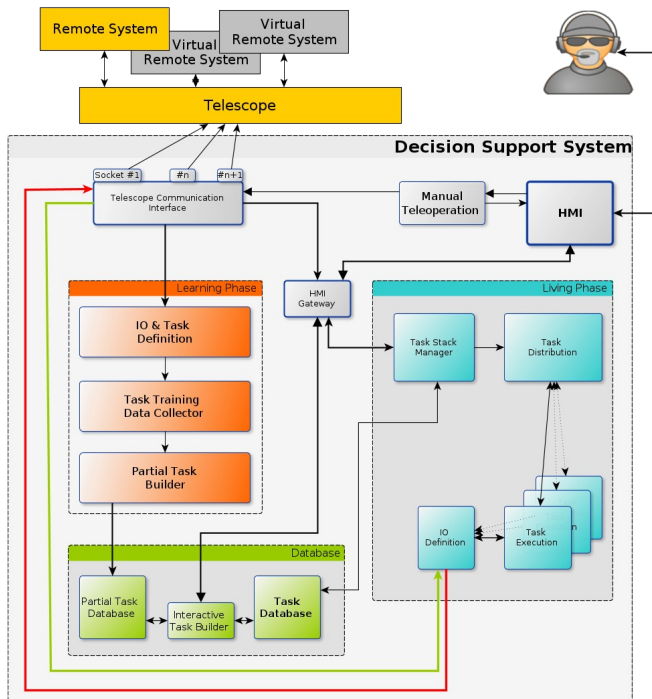 Remote System
Virtual
Remote System
Virtual
Remote System
Telescope
Decision Support System
Socket #1
#n
#n+1
Telescope Communication
Interface
Manual
Teleoperation
HMI
Learning Phase
HMI
Gateway
Living Phase
IO & Task
Definition
Task Stack
Manager
Task
Distribution
Task Training
Data Collector
Partial Task
Builder
IO
Definition
Task
Execution
n
Database
Partial Task
Database
Interactive
Task Builder
Task
Database